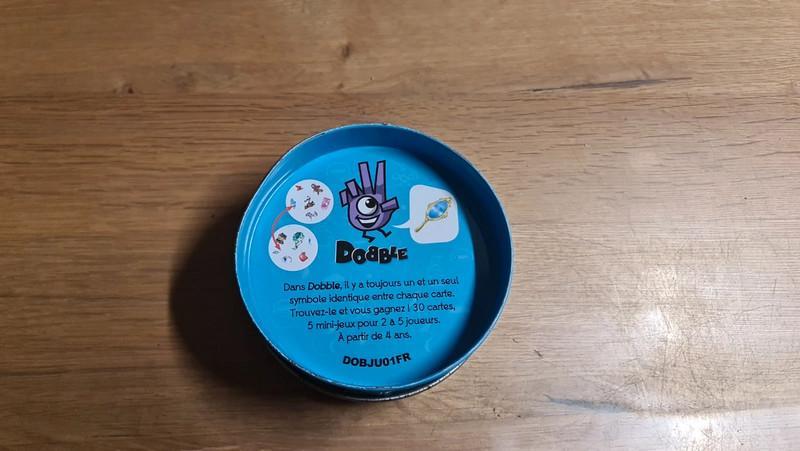 DOBBLE
Dans Dobble, il y a toujours un et un seul
symbole identique entre chaque carte.
Trouvez-le et vous gagnez ! 30 cartes,
5 mini-jeux pour 2 à 5 joueurs.
À partir de 4 ans.
DOBJU01FR